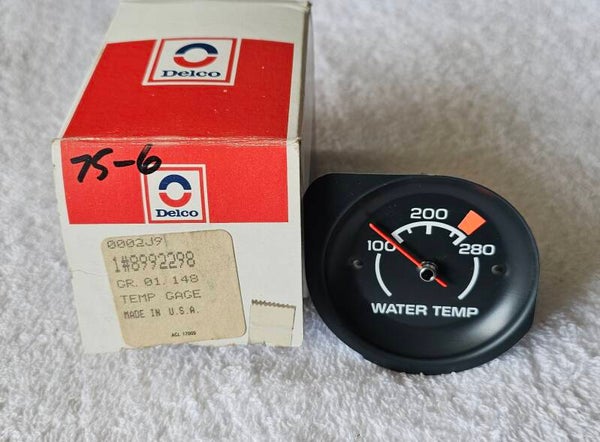 Delco
75-6
Delco
0002J9
1#8992298
GR. 01/148
TEMP GAGE
MADE IN U.S.A.
100 200 280
WATER TEMP